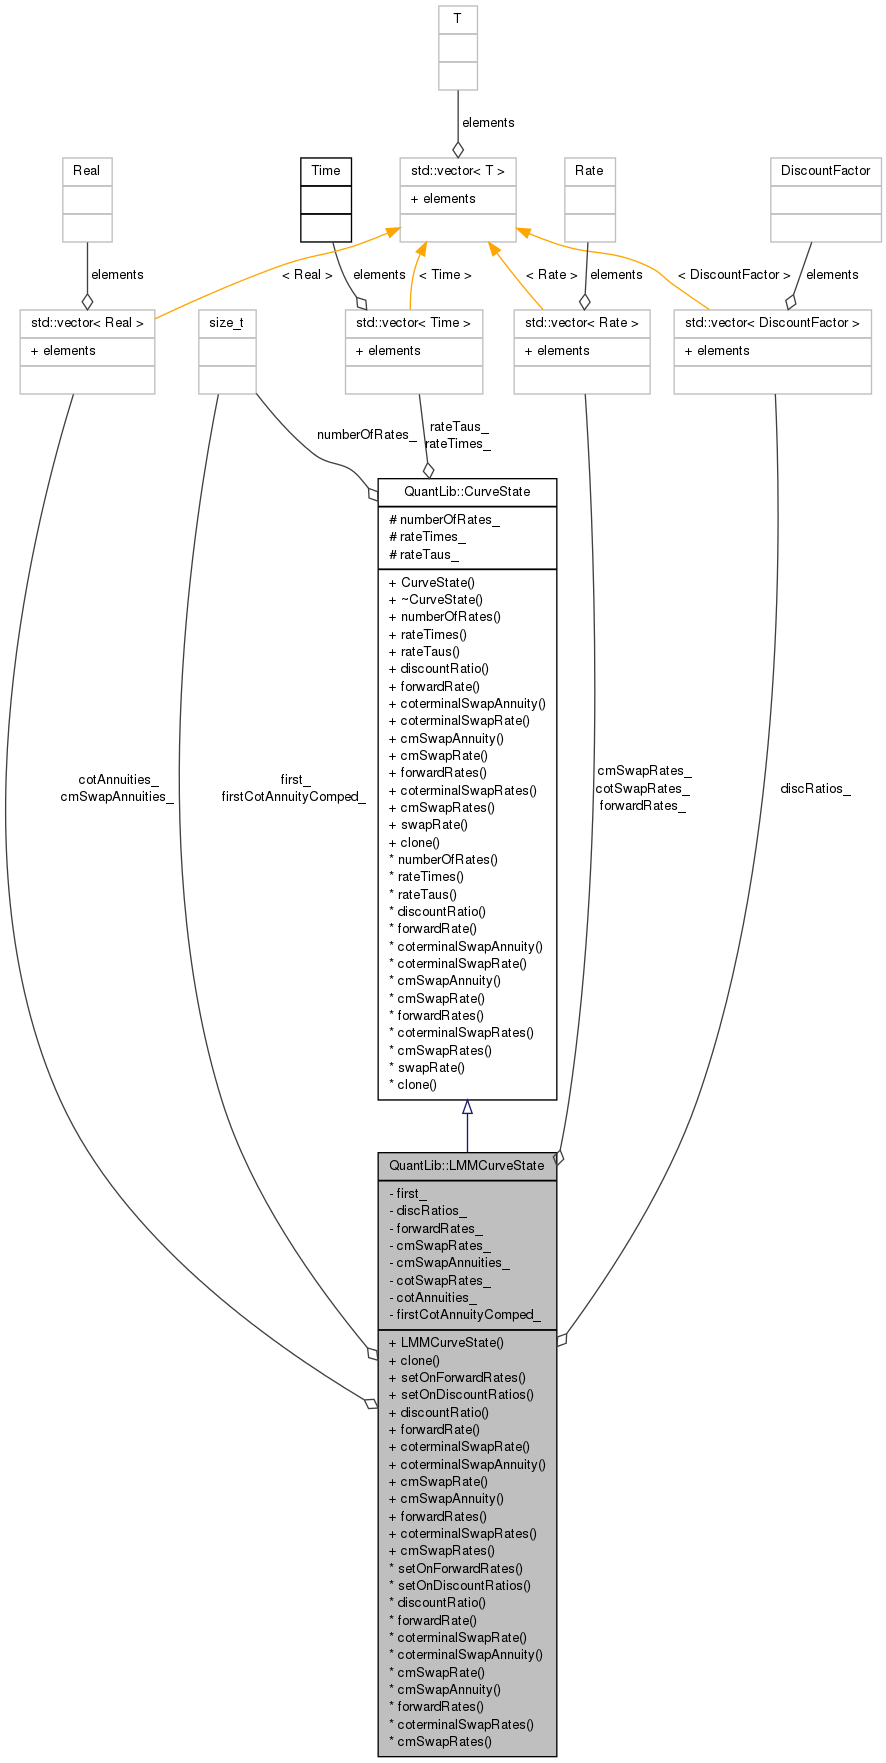 T
elements
Real
Time
std::vector< T >
+ elements
Rate
DiscountFactor
elements
< Real >
elements
< Time >
< Rate >
elements
< DiscountFactor >
elements
std::vector< Real >
+ elements
size_t
std::vector< Time >
+ elements
std::vector< Rate >
+ elements
std::vector< DiscountFactor >
+ elements
numberOfRates_
rateTaus_
rateTimes_
QuantLib::CurveState
# numberOfRates_
# rateTimes_
# rateTaus_
+ CurveState()
+ ~CurveState()
+ numberOfRates()
+ rateTimes()
+ rateTaus()
+ discountRatio()
+ forwardRate()
+ coterminalSwapAnnuity()
+ coterminalSwapRate()
+ cmSwapAnnuity()
+ cmSwapRate()
+ forwardRates()
+ coterminalSwapRates()
+ cmSwapRates()
+ swapRate()
+ clone()
* numberOfRates()
* rateTimes()
* rateTaus()
* discountRatio()
* forwardRate()
* coterminalSwapAnnuity()
* coterminalSwapRate()
* cmSwapAnnuity()
* cmSwapRate()
* forwardRates()
* coterminalSwapRates()
* cmSwapRates()
* swapRate()
* clone()
cotAnnuities_
cmSwapAnnuities_
first_
firstCotAnnuityComped_
cmSwapRates_
cotSwapRates_
forwardRates_
discRatios_
QuantLib::LMMCurveState
- first_
- discRatios_
- forwardRates_
- cmSwapRates_
- cmSwapAnnuities_
- cotSwapRates_
- cotAnnuities_
- firstCotAnnuityComped_
+ LMMCurveState()
+ clone()
+ setOnForwardRates()
+ setOnDiscountRatios()
+ discountRatio()
+ forwardRate()
+ coterminalSwapRate()
+ coterminalSwapAnnuity()
+ cmSwapRate()
+ cmSwapAnnuity()
+ forwardRates()
+ coterminalSwapRates()
+ cmSwapRates()
* setOnForwardRates()
* setOnDiscountRatios()
* discountRatio()
* forwardRate()
* coterminalSwapRate()
* coterminalSwapAnnuity()
* cmSwapRate()
* cmSwapAnnuity()
* forwardRates()
* coterminalSwapRates()
* cmSwapRates()